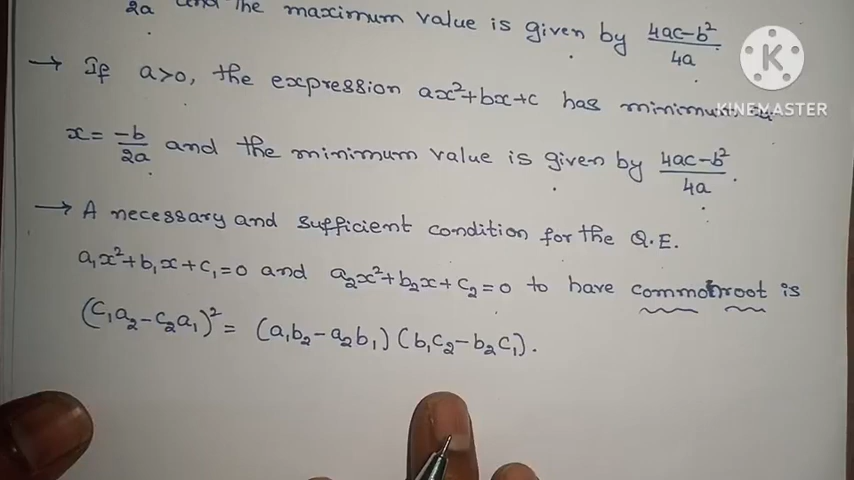 2a and the maximum value is given by (4ac-b²)/4a
→ If a>0, the expression ax²+bx+c has minimum at
x = -b/2a and the minimum value is given by (4ac-b²)/4a.
→ A necessary and sufficient condition for the Q.E.
a₁x²+b₁x+c₁=0 and a₂x²+b₂x+c₂=0 to have common root is
(c₁a₂-c₂a₁)² = (a₁b₂-a₂b₁)(b₁c₂-b₂c₁).
K
KINEMASTER